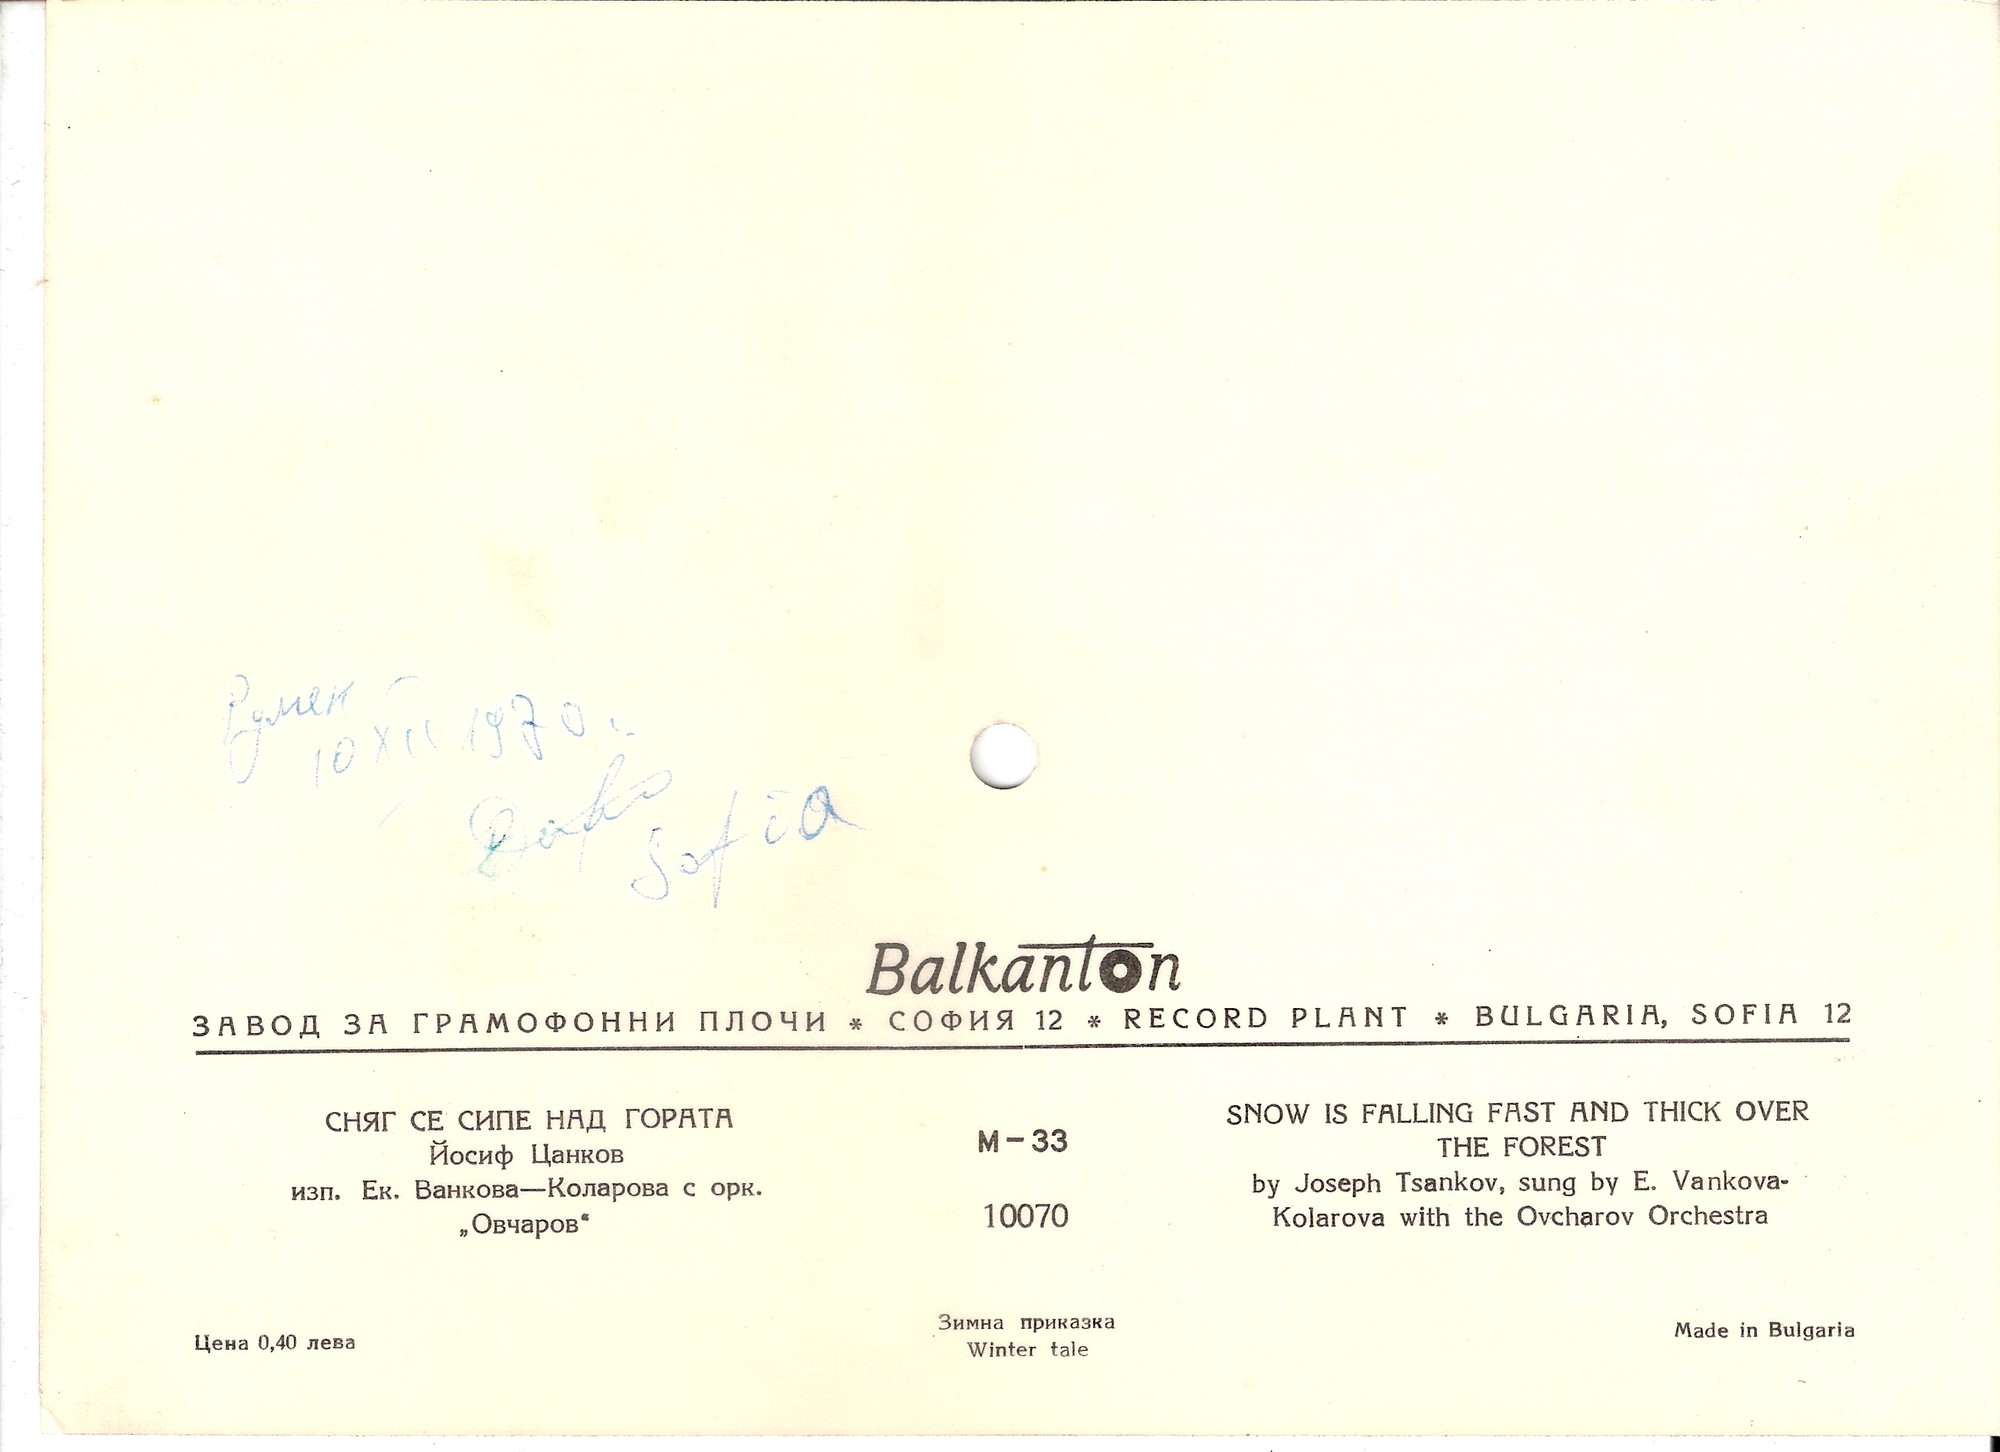 Румен
10 XII 1970 г.
Sofia
Balkanton
ЗАВОД ЗА ГРАМОФОННИ ПЛОЧИ * СОФИЯ 12 * RECORD PLANT * BULGARIA, SOFIA 12
СНЯГ СЕ СИПЕ НАД ГОРАТА
Йосиф Цанков
изп. Ек. Ванкова—Коларова с орк.
„Овчаров“
М-33
10070
SNOW IS FALLING FAST AND THICK OVER
THE FOREST
by Joseph Tsankov, sung by E. Vankova-
Kolarova with the Ovcharov Orchestra
Цена 0,40 лева
Зимна приказка
Winter tale
Made in Bulgaria